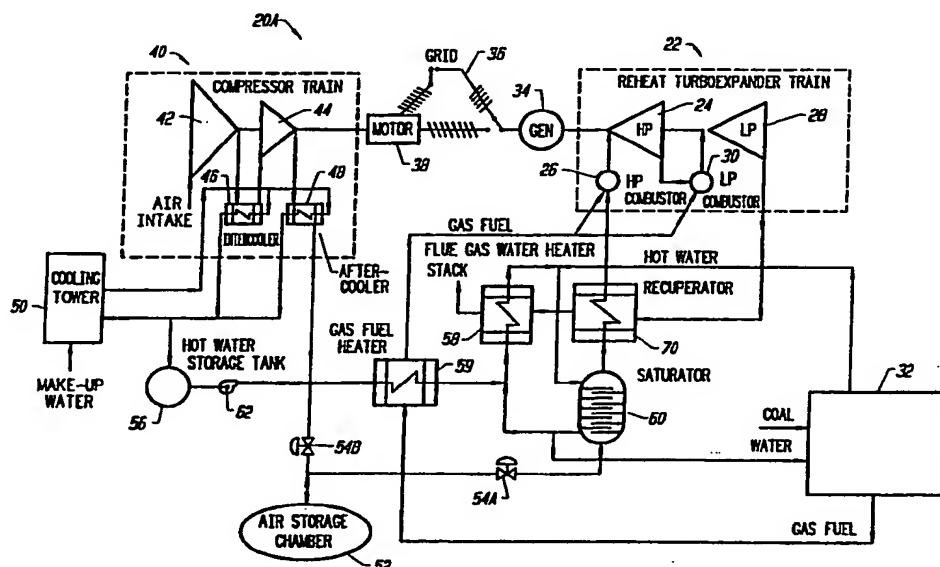 20A
40
COMPRESSOR TRAIN
42
44
46
48
INTERCOOLER
AIR
INTAKE
AFTER-
COOLER
GRID
36
MOTOR
38
34
GEN
22
REHEAT TURBOEXPANDER TRAIN
24
HP
28
LP
26
HP
COMBUSTOR
30
LP
COMBUSTOR
GAS FUEL
FLUE GAS WATER HEATER
STACK
HOT WATER
50
COOLING
TOWER
MAKE-UP
WATER
HOT WATER
STORAGE TANK
56
62
GAS FUEL
HEATER
59
58
RECUPERATOR
70
SATURATOR
60
32
COAL
WATER
54B
54A
AIR STORAGE
CHAMBER
52
GAS FUEL